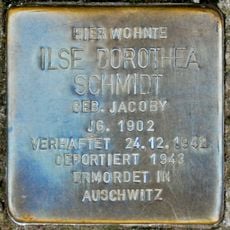 HIER WOHNTE
ILSE DOROTHEA
SCHMIDT
GEB. JACOBY
JG. 1902
VERHAFTET 24.12.1942
DEPORTIERT 1943
ERMORDET IN
AUSCHWITZ